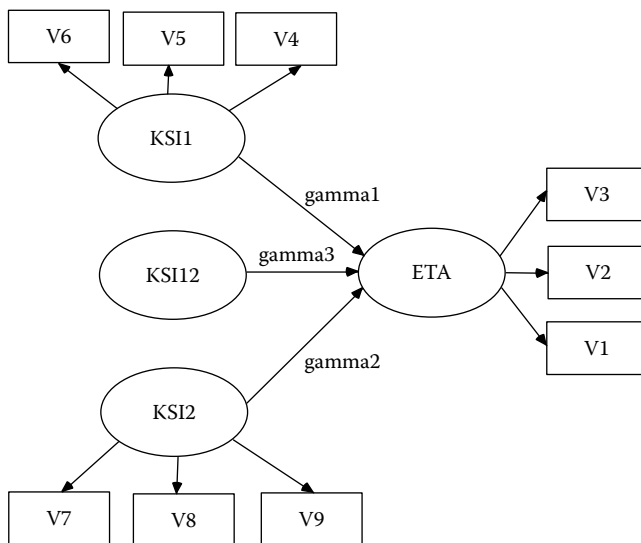 V6
V5
V4
KSI1
gamma1
V3
KSI12
gamma3
ETA
V2
V1
gamma2
KSI2
V7
V8
V9